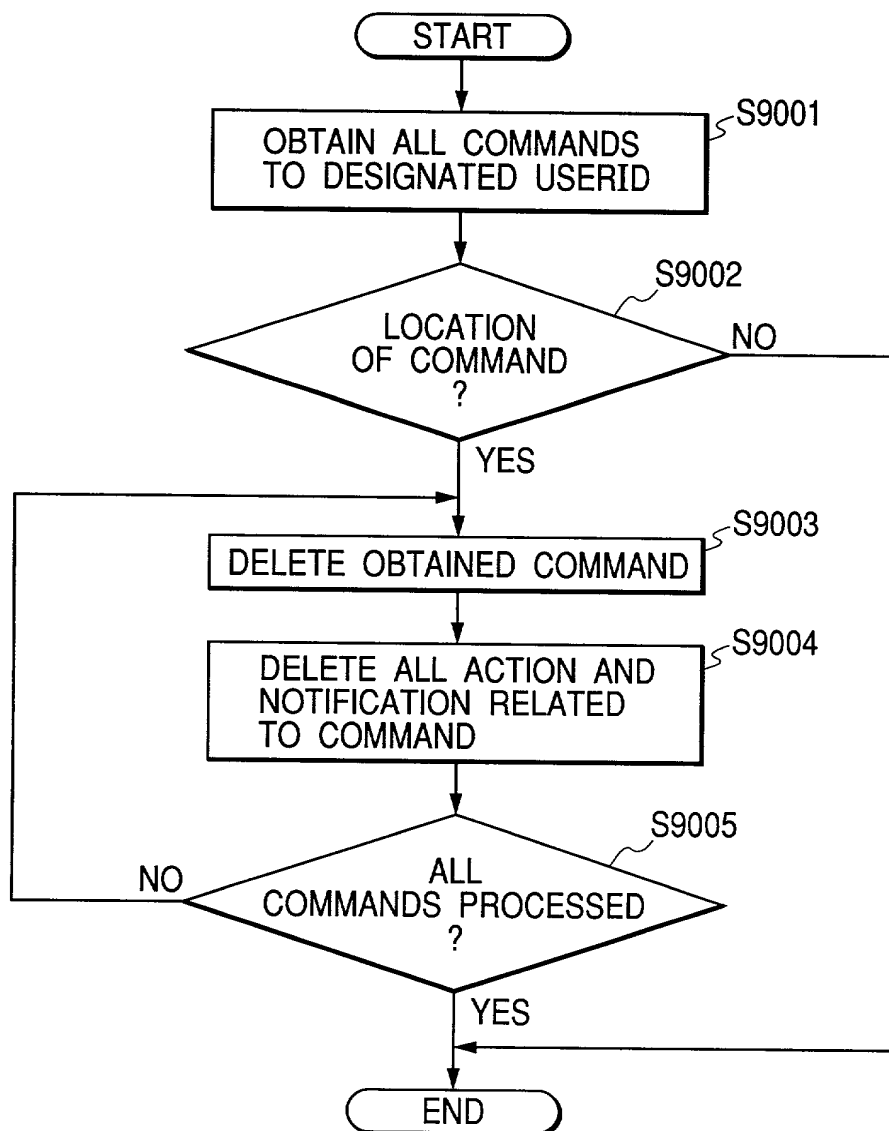 START
S9001
OBTAIN ALL COMMANDS
TO DESIGNATED USERID
S9002
LOCATION
OF COMMAND
?
NO
YES
S9003
DELETE OBTAINED COMMAND
S9004
DELETE ALL ACTION AND
NOTIFICATION RELATED
TO COMMAND
S9005
ALL
COMMANDS PROCESSED
?
NO
YES
END